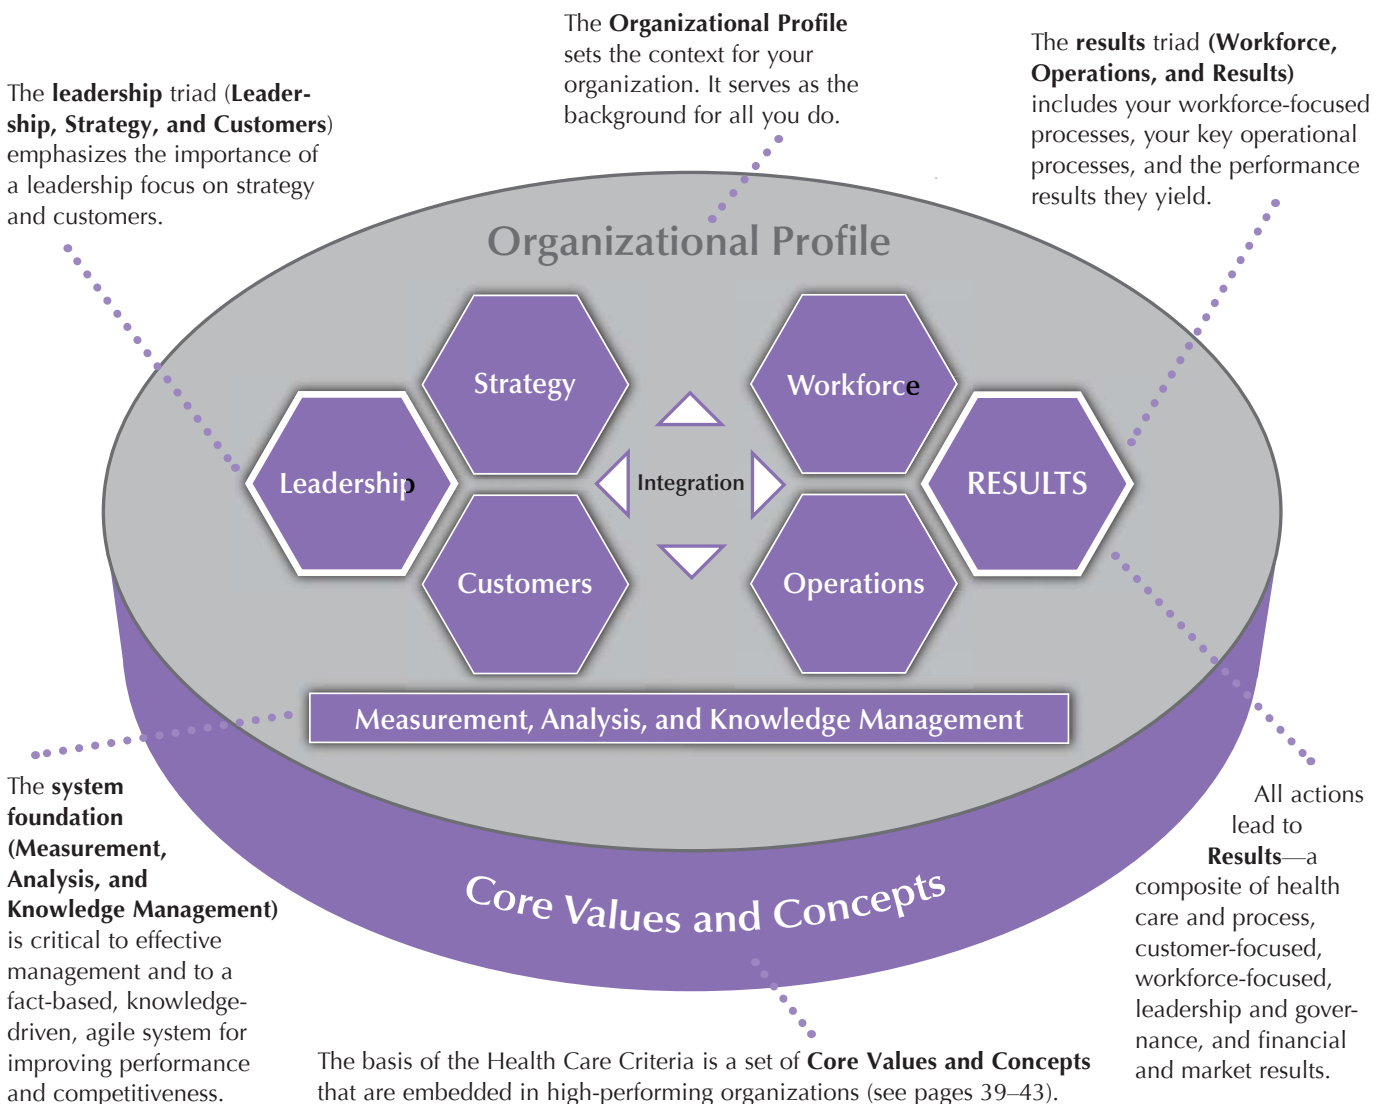 The Organizational Profile
sets the context for your
organization. It serves as the
background for all you do.
The results triad (Workforce,
Operations, and Results)
includes your workforce-focused
processes, your key operational
processes, and the performance
results they yield.
The leadership triad (Leader-
ship, Strategy, and Customers)
emphasizes the importance of
a leadership focus on strategy
and customers.
Organizational Profile
Strategy
Workforce
Leadership
Integration
RESULTS
Customers
Operations
Measurement, Analysis, and Knowledge Management
Core Values and Concepts
The system
foundation
(Measurement,
Analysis, and
Knowledge Management)
is critical to effective
management and to a
fact-based, knowledge-
driven, agile system for
improving performance
and competitiveness.
All actions
lead to
Results—a
composite of health
care and process,
customer-focused,
workforce-focused,
leadership and gover-
nance, and financial
and market results.
The basis of the Health Care Criteria is a set of Core Values and Concepts
that are embedded in high-performing organizations (see pages 39–43).